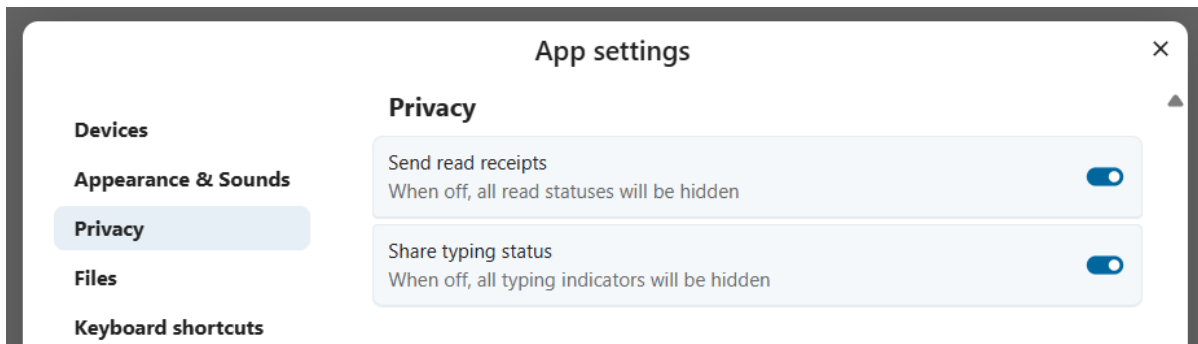 App settings
Devices
Appearance & Sounds
Privacy
Files
Keyboard shortcuts
Privacy
Send read receipts
When off, all read statuses will be hidden
Share typing status
When off, all typing indicators will be hidden